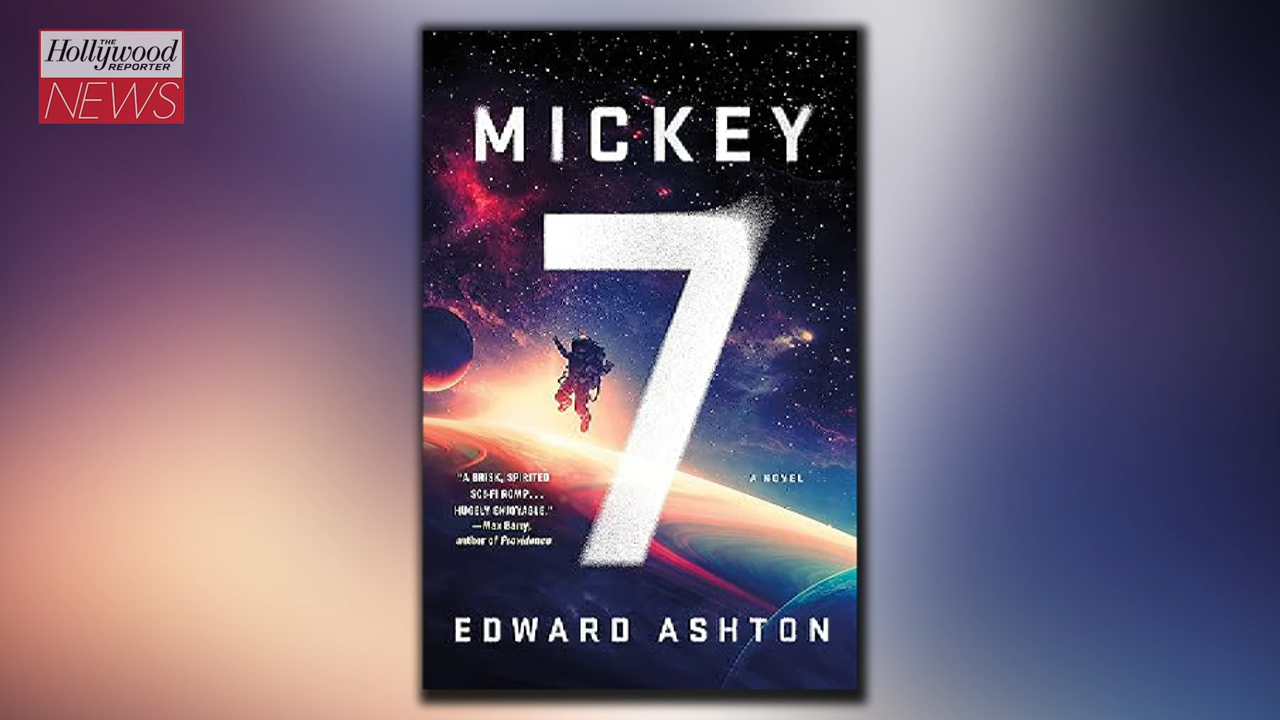 THE
Hollywood
REPORTER
NEWS
MICKEY
7
"A BRISK, SPIRITED
SCI-FI ROMP...
HUGELY ENJOYABLE."
—Max Barry,
author of Providence
A NOVEL
EDWARD ASHTON